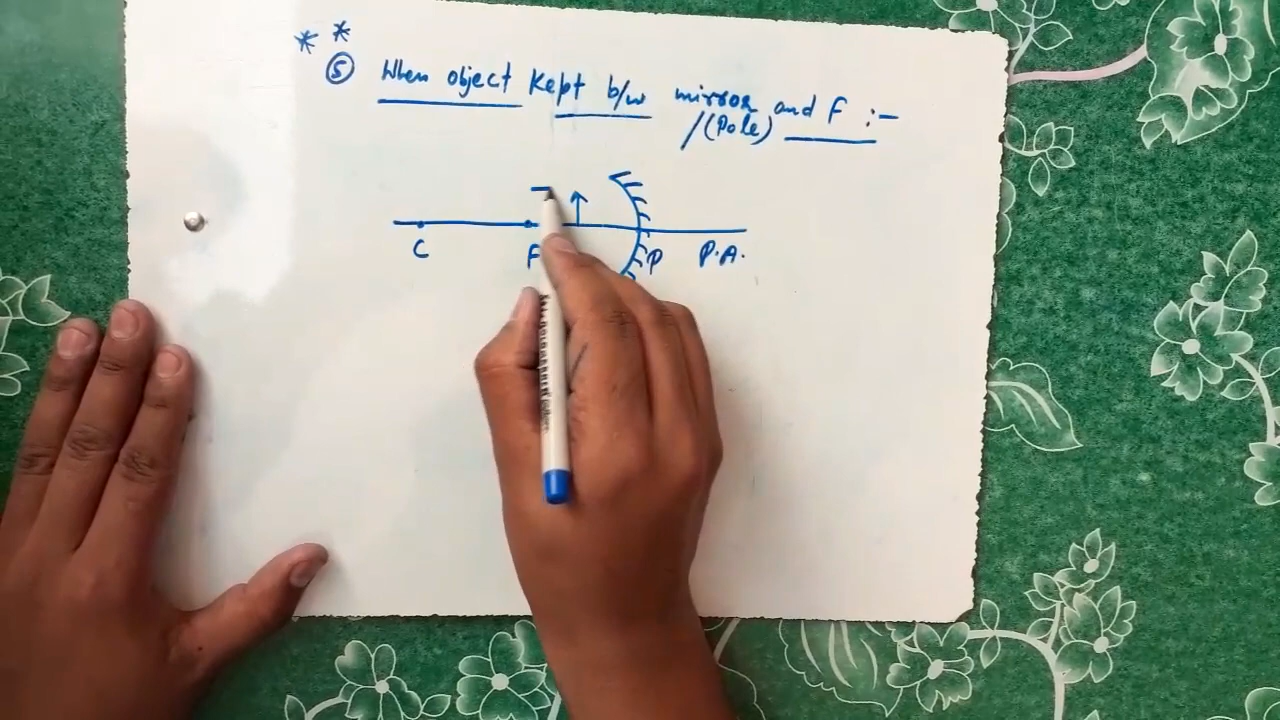 * *
⑤ When object kept b/w mirror and F :-
/(Pole)
C F P P.A.